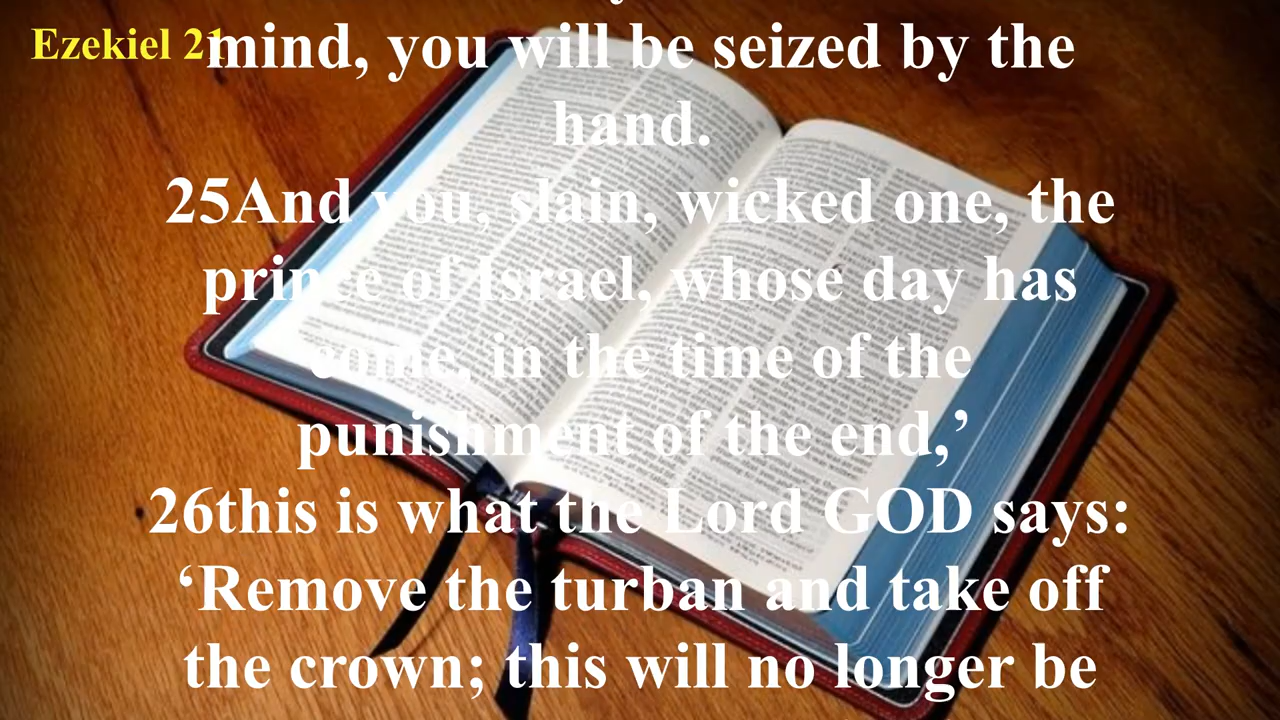 Ezekiel 21
mind, you will be seized by the
hand.
25And you, slain, wicked one, the
prince of Israel, whose day has
come, in the time of the
punishment of the end,’
26this is what the Lord GOD says:
‘Remove the turban and take off
the crown; this will no longer be